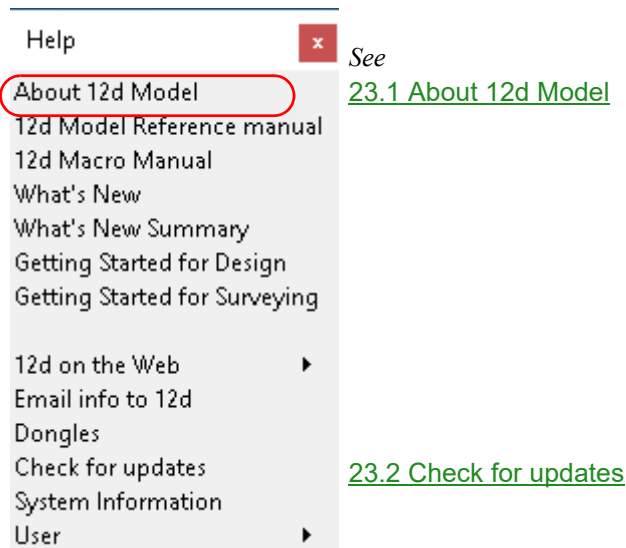 Help x
See
About 12d Model 23.1 About 12d Model
12d Model Reference manual
12d Macro Manual
What's New
What's New Summary
Getting Started for Design
Getting Started for Surveying
12d on the Web
Email info to 12d
Dongles
Check for updates 23.2 Check for updates
System Information
User